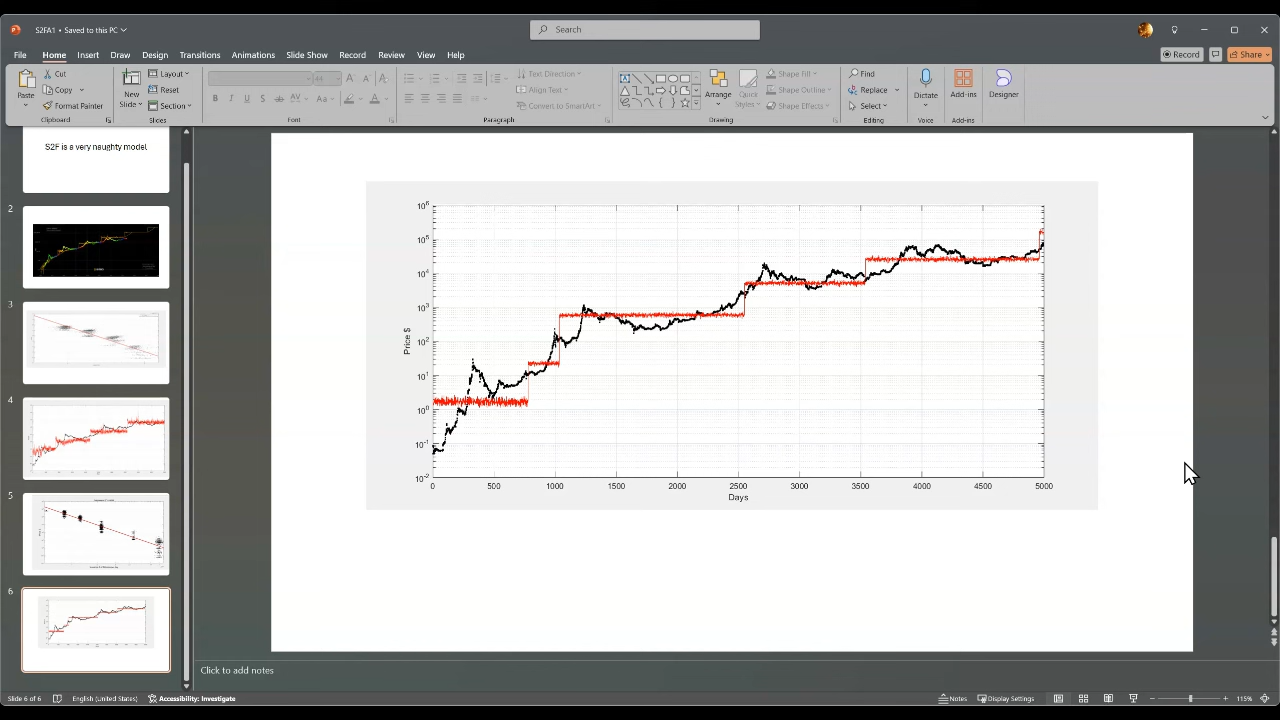 S2FA1 • Saved to this PC
Search
File Home Insert Draw Design Transitions Animations Slide Show Record Review View Help
Record
Share
Paste
Cut
Copy
Format Painter
Clipboard
New
Slide
Layout
Reset
Section
Slides
44
Font
Text Direction
Align Text
Convert to SmartArt
Paragraph
Arrange
Quick
Styles
Shape Fill
Shape Outline
Shape Effects
Drawing
Find
Replace
Select
Editing
Dictate
Voice
Add-ins
Add-ins
Designer
S2F is a very naughty model
2
3
4
5
6
10^6
10^5
10^4
10^3
10^2
10^1
10^0
10^-1
10^-2
Price $
0 500 1000 1500 2000 2500 3000 3500 4000 4500 5000
Days
Click to add notes
Slide 6 of 6
English (United States)
Accessibility: Investigate
Notes
Display Settings
115%